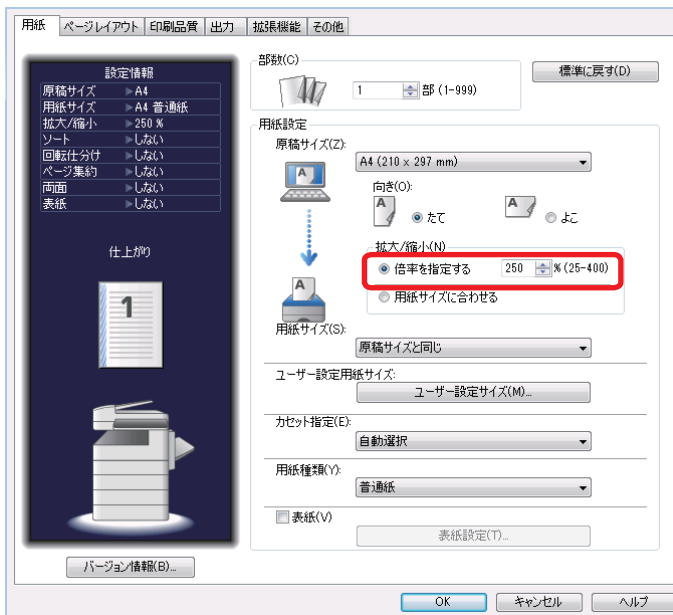 用紙 ページレイアウト 印刷品質 出力 拡張機能 その他
設定情報
原稿サイズ ▶A4
用紙サイズ ▶A4 普通紙
拡大/縮小 ▶250 %
ソート ▶しない
回転仕分け ▶しない
ページ集約 ▶しない
両面 ▶しない
表紙 ▶しない
仕上がり
1
バージョン情報(B)...
部数(C)
1 部 (1-999)
標準に戻す(D)
用紙設定
原稿サイズ(Z):
A4 (210 x 297 mm)
A
向き(O):
A たて A よこ
拡大/縮小(N)
倍率を指定する 250 % (25-400)
用紙サイズに合わせる
A
用紙サイズ(S):
原稿サイズと同じ
ユーザー設定用紙サイズ:
ユーザー設定サイズ(M)...
カセット指定(E):
自動選択
用紙種類(Y):
普通紙
表紙(V)
表紙設定(T)...
OK キャンセル ヘルプ